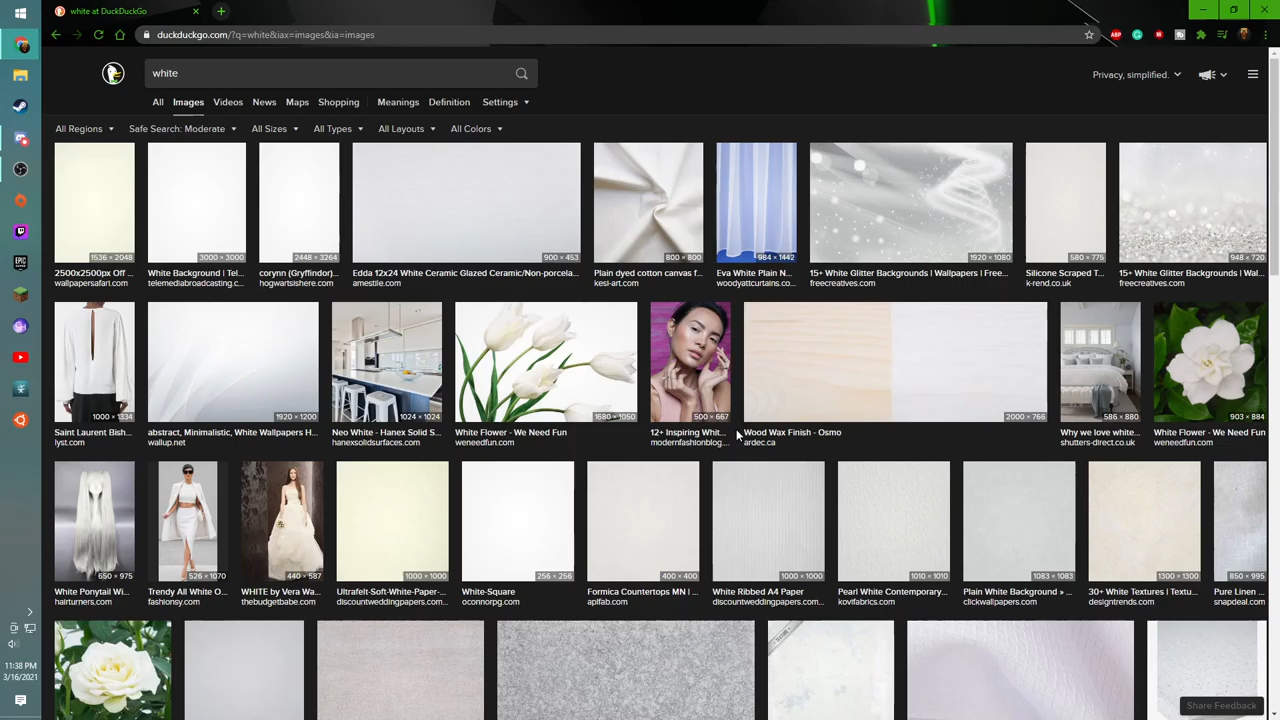 white at DuckDuckGo
duckduckgo.com/?q=white&iax=images&ia=images
ABP
white
Privacy, simplified.
All Images Videos News Maps Shopping Meanings Definition Settings
All Regions Safe Search: Moderate All Sizes All Types All Layouts All Colors
1536 × 2048 3000 × 3000 2448 × 3264 900 × 453 800 × 800 984 × 1442 1920 × 1080 580 × 775 948 × 720
2500x2500px Off ... White Background | Tel... corynn (Gryffindor)... Edda 12x24 White Ceramic Glazed Ceramic/Non-porcela... Plain dyed cotton canvas f... Eva White Plain N... 15+ White Glitter Backgrounds | Wallpapers | Free... Silicone Scraped T... 15+ White Glitter Backgrounds | Wal...
wallpapersafari.com telemediabroadcasting.c... hogwartsishere.com amestile.com kesi-art.com woodyattcurtains.co... freecreatives.com k-rend.co.uk freecreatives.com
1000 × 1334 1920 × 1200 1024 × 1024 1680 × 1050 500 × 667 2000 × 766 586 × 880 903 × 884
Saint Laurent Bish... abstract, Minimalistic, White Wallpapers H... Neo White - Hanex Solid S... White Flower - We Need Fun 12+ Inspiring Whit... Wood Wax Finish - Osmo Why we love white... White Flower - We Need Fun
lyst.com wallup.net hanexsolidsurfaces.com weneedfun.com modernfashionblog.... ardec.ca shutters-direct.co.uk weneedfun.com
650 × 975 526 × 1070 440 × 587 1000 × 1000 256 × 256 400 × 400 1000 × 1000 1010 × 1010 1083 × 1083 1300 × 1300 850 × 995
White Ponytail Wi... Trendy All White O... WHITE by Vera Wa... Ultrafelt-Soft-White-Paper-... White-Square Formica Countertops MN | ... White Ribbed A4 Paper Pearl White Contemporary... Plain White Background » ... 30+ White Textures | Textu... Pure Linen ...
hairturners.com fashionsy.com thebudgetbabe.com discountweddingpapers.com... oconnorpg.com aplfab.com discountweddingpapers.com... kovifabrics.com clickwallpapers.com designtrends.com snapdeal.com
EPIC
GAMES
11:38 PM
3/16/2021
Share Feedback